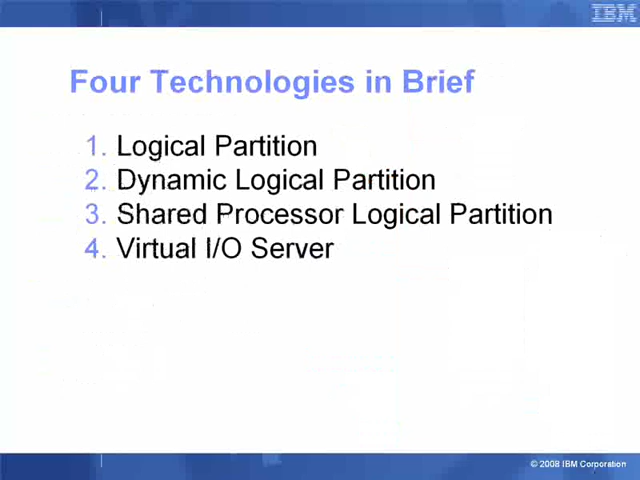 IBM
Four Technologies in Brief
1. Logical Partition
2. Dynamic Logical Partition
3. Shared Processor Logical Partition
4. Virtual I/O Server
© 2008 IBM Corporation